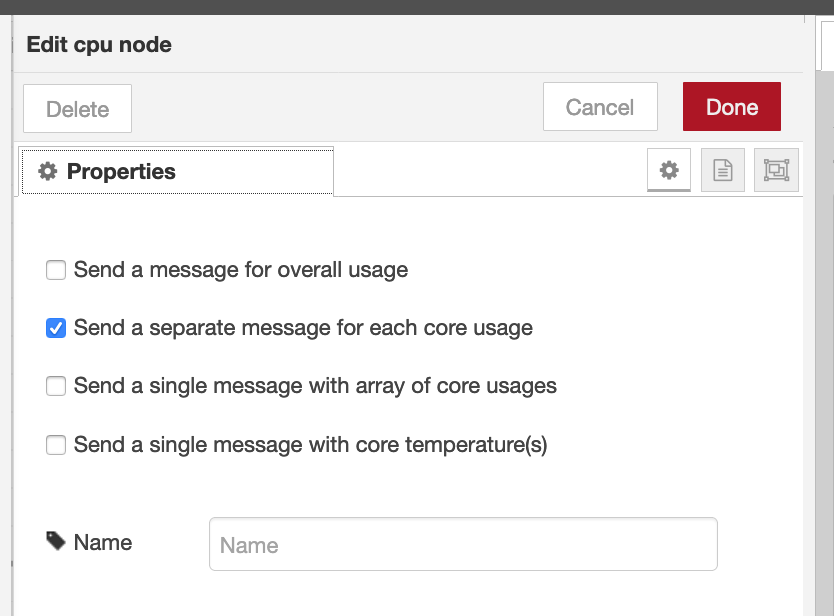 Edit cpu node
Delete
Cancel
Done
Properties
Send a message for overall usage
Send a separate message for each core usage
Send a single message with array of core usages
Send a single message with core temperature(s)
Name
Name